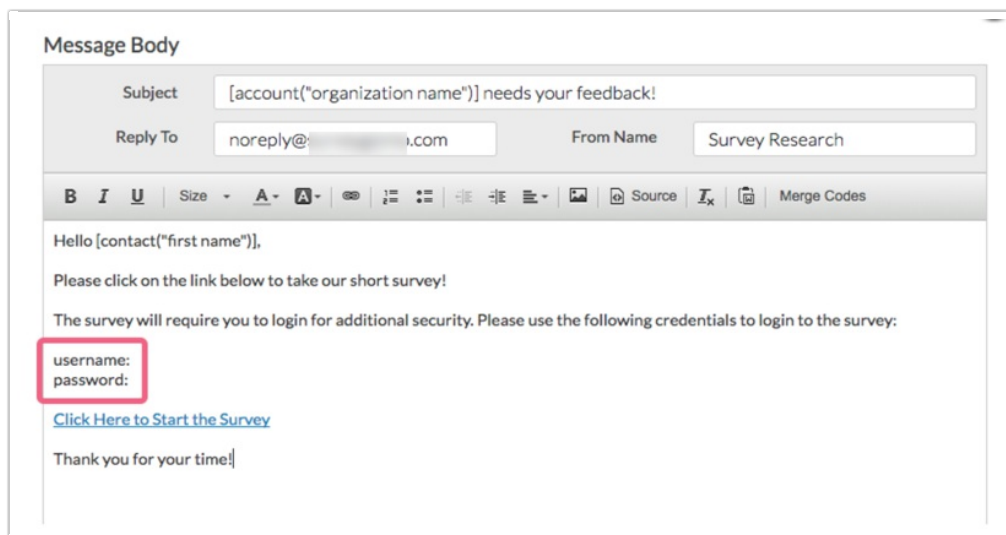 Message Body
Subject [account("organization name")] needs your feedback!
Reply To noreply@ .com From Name Survey Research
B I U Size A A Source Ix Merge Codes
Hello [contact("first name")],
Please click on the link below to take our short survey!
The survey will require you to login for additional security. Please use the following credentials to login to the survey:
username:
password:
Click Here to Start the Survey
Thank you for your time!